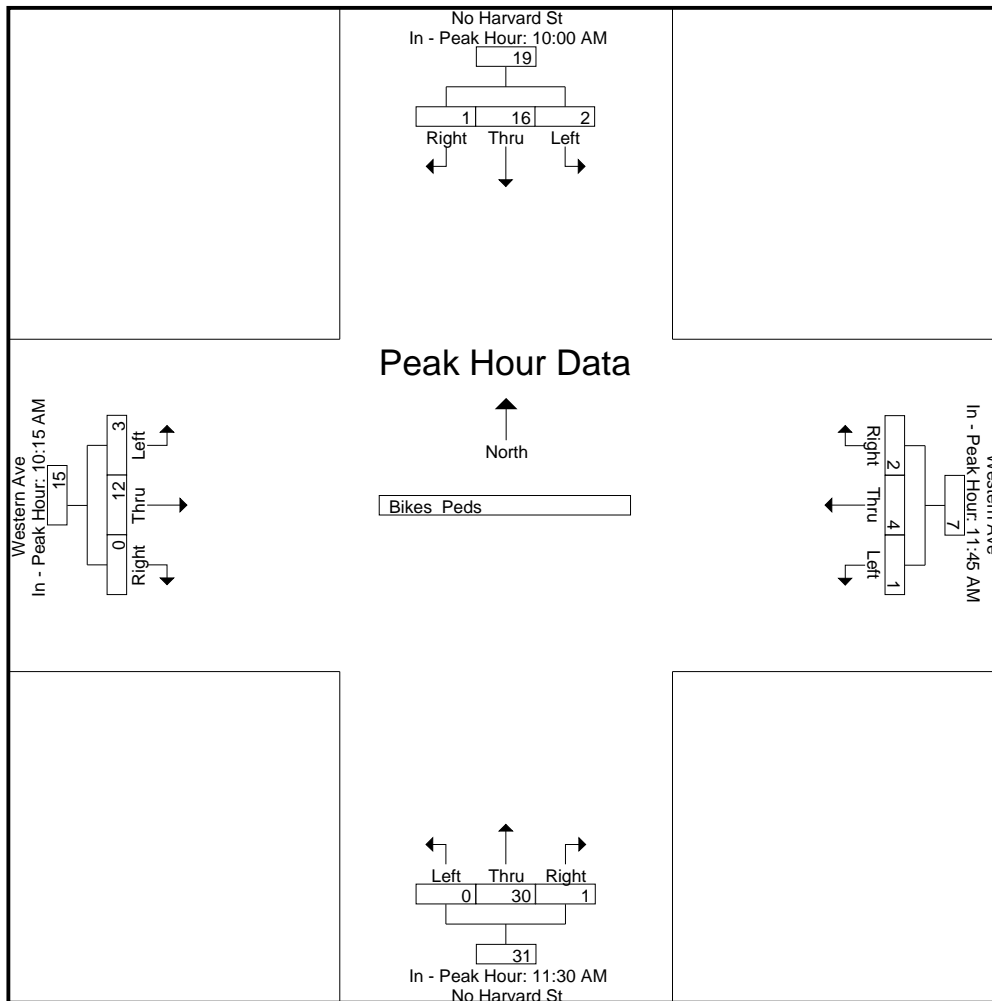 No Harvard St
In - Peak Hour: 10:00 AM
19
1 16 2
Right Thru Left
Peak Hour Data
North
Bikes Peds
Western Ave
In - Peak Hour: 10:15 AM
15
3 12 0
Left Thru Right
Right Thru Left
2 4 1
7
In - Peak Hour: 11:45 AM
Western Ave
Left Thru Right
0 30 1
31
In - Peak Hour: 11:30 AM
No Harvard St